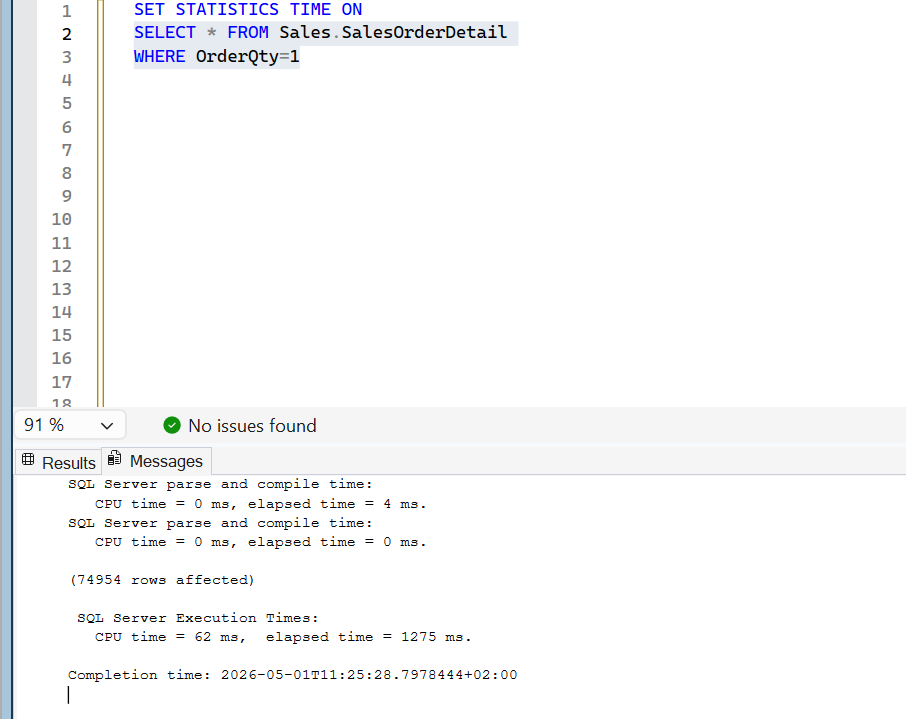 1 SET STATISTICS TIME ON
2 SELECT * FROM Sales.SalesOrderDetail
3 WHERE OrderQty=1
4
5
6
7
8
9
10
11
12
13
14
15
16
17
18
91 % No issues found
Results Messages
SQL Server parse and compile time:
CPU time = 0 ms, elapsed time = 4 ms.
SQL Server parse and compile time:
CPU time = 0 ms, elapsed time = 0 ms.
(74954 rows affected)
SQL Server Execution Times:
CPU time = 62 ms,  elapsed time = 1275 ms.
Completion time: 2026-05-01T11:25:28.7978444+02:00